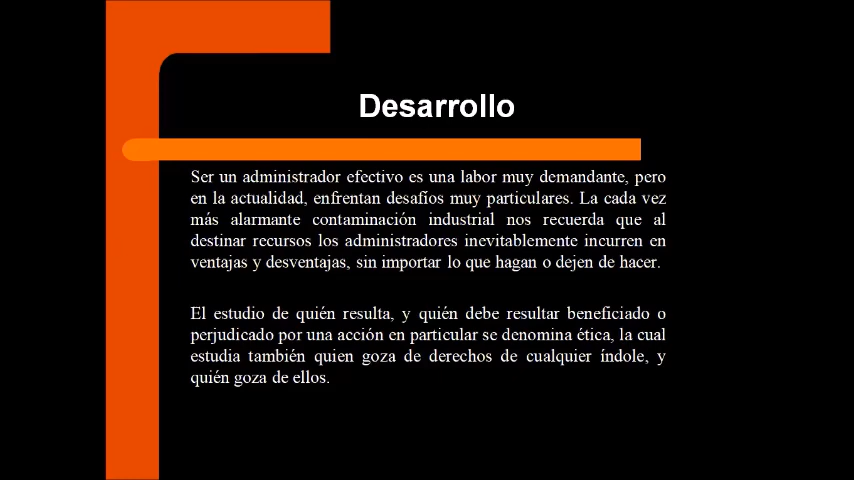 Desarrollo
Ser un administrador efectivo es una labor muy demandante, pero
en la actualidad, enfrentan desafíos muy particulares. La cada vez
más alarmante contaminación industrial nos recuerda que al
destinar recursos los administradores inevitablemente incurren en
ventajas y desventajas, sin importar lo que hagan o dejen de hacer.
El estudio de quién resulta, y quién debe resultar beneficiado o
perjudicado por una acción en particular se denomina ética, la cual
estudia también quien goza de derechos de cualquier índole, y
quién goza de ellos.